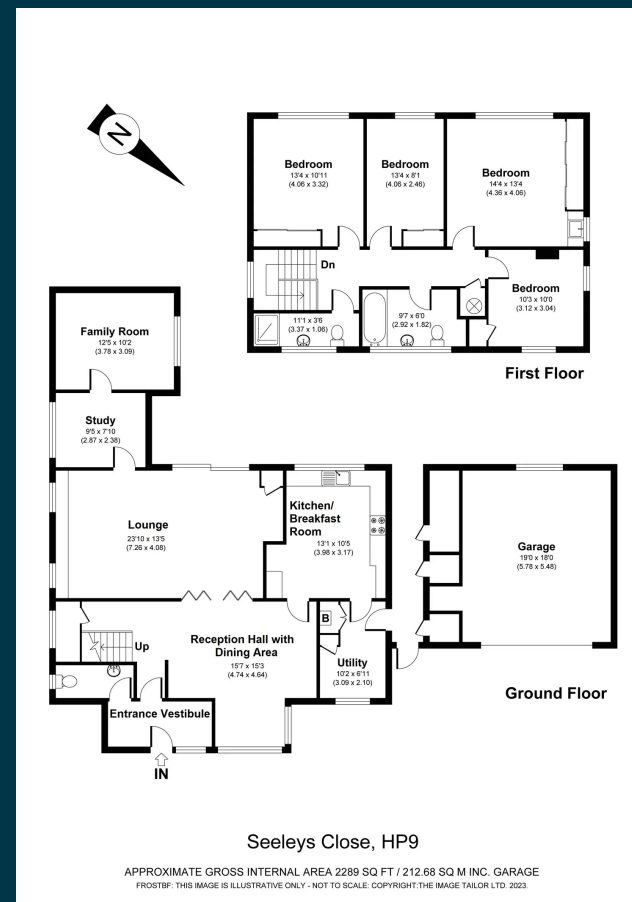 N
Bedroom
13'4 x 10'11
(4.06 x 3.32)
Bedroom
13'4 x 8'1
(4.06 x 2.46)
Bedroom
14'4 x 13'4
(4.36 x 4.06)
Dn
11'1 x 3'6
(3.37 x 1.06)
9'7 x 6'0
(2.92 x 1.82)
Bedroom
10'3 x 10'0
(3.12 x 3.04)
First Floor
Family Room
12'5 x 10'2
(3.78 x 3.09)
Study
9'5 x 7'10
(2.87 x 2.38)
Lounge
23'10 x 13'5
(7.26 x 4.08)
Kitchen/
Breakfast
Room
13'1 x 10'5
(3.98 x 3.17)
Garage
19'0 x 18'0
(5.78 x 5.48)
Up
Reception Hall with
Dining Area
15'7 x 15'3
(4.74 x 4.64)
B
Utility
10'2 x 6'11
(3.09 x 2.10)
Entrance Vestibule
IN
Ground Floor
Seeleys Close, HP9
APPROXIMATE GROSS INTERNAL AREA 2289 SQ FT / 212.68 SQ M INC. GARAGE
FROSTBF: THIS IMAGE IS ILLUSTRATIVE ONLY - NOT TO SCALE: COPYRIGHT:THE IMAGE TAILOR LTD. 2023.